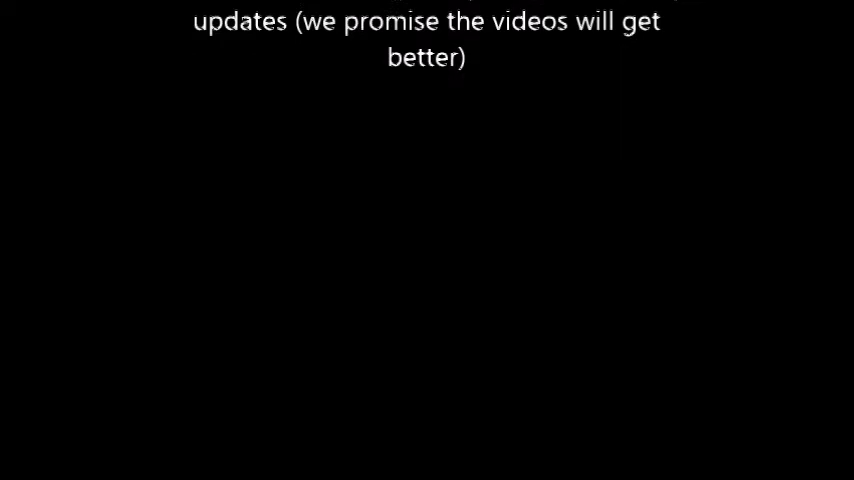 updates (we promise the videos will get
better)